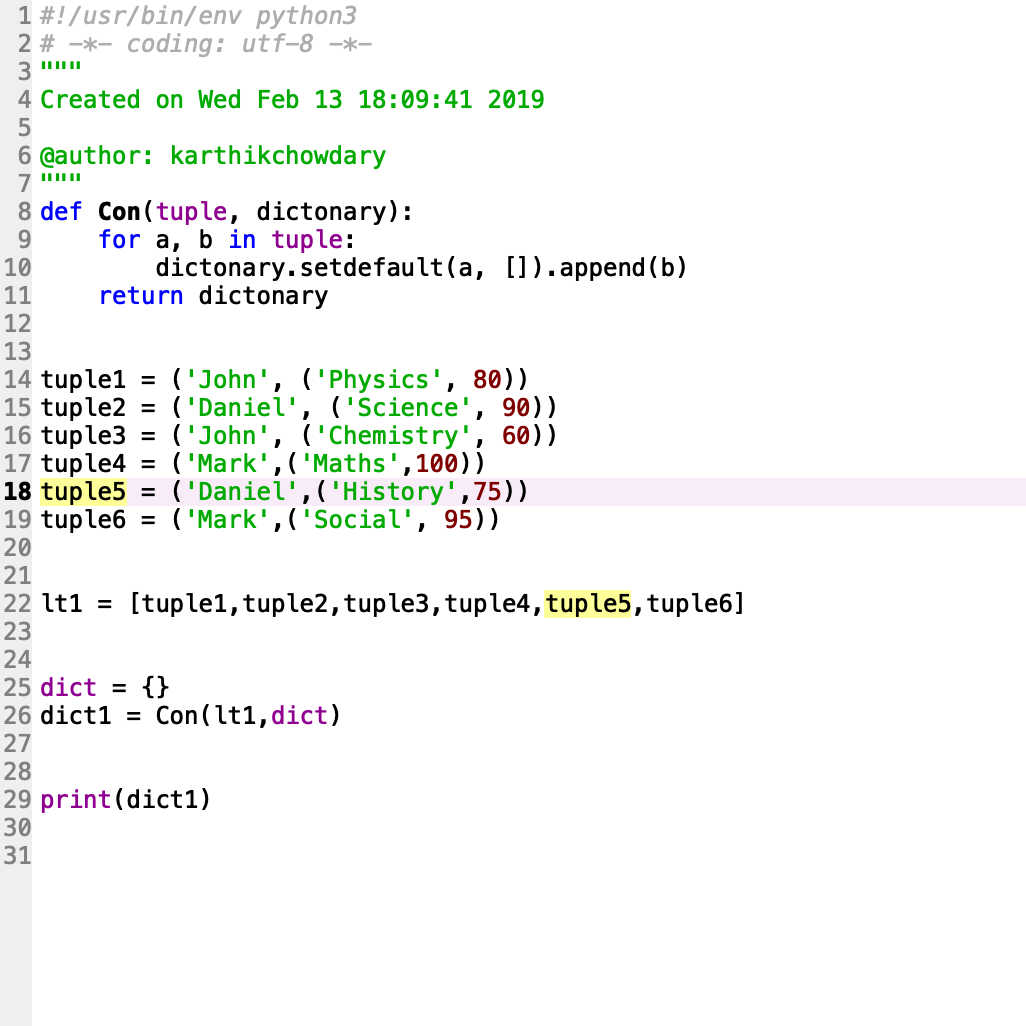 1 #!/usr/bin/env python3
2 # -*- coding: utf-8 -*-
3 """
4 Created on Wed Feb 13 18:09:41 2019
5
6 @author: karthikchowdary
7 """
8 def Con(tuple, dictonary):
9     for a, b in tuple:
10         dictonary.setdefault(a, []).append(b)
11     return dictonary
12
13
14 tuple1 = ('John', ('Physics', 80))
15 tuple2 = ('Daniel', ('Science', 90))
16 tuple3 = ('John', ('Chemistry', 60))
17 tuple4 = ('Mark',('Maths',100))
18 tuple5 = ('Daniel',('History',75))
19 tuple6 = ('Mark',('Social', 95))
20
21
22 lt1 = [tuple1,tuple2,tuple3,tuple4,tuple5,tuple6]
23
24
25 dict = {}
26 dict1 = Con(lt1,dict)
27
28
29 print(dict1)
30
31